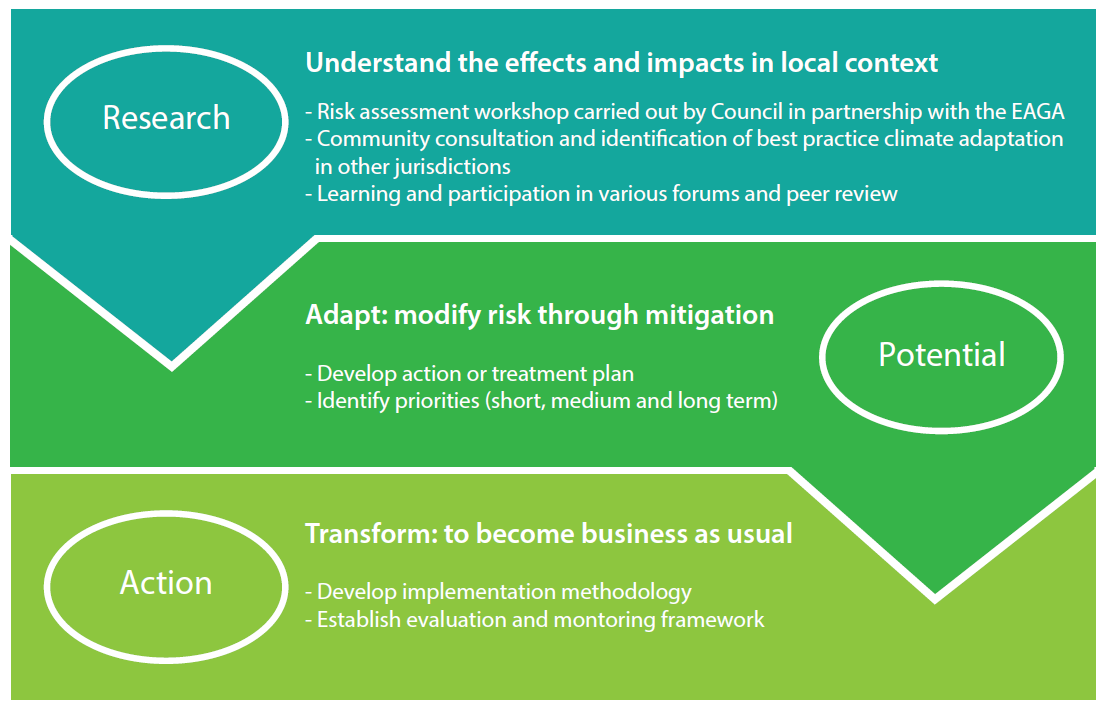 Research
Understand the effects and impacts in local context
- Risk assessment workshop carried out by Council in partnership with the EAGA
- Community consultation and identification of best practice climate adaptation
in other jurisdictions
- Learning and participation in various forums and peer review
Adapt: modify risk through mitigation
- Develop action or treatment plan
- Identify priorities (short, medium and long term)
Potential
Action
Transform: to become business as usual
- Develop implementation methodology
- Establish evaluation and montoring framework